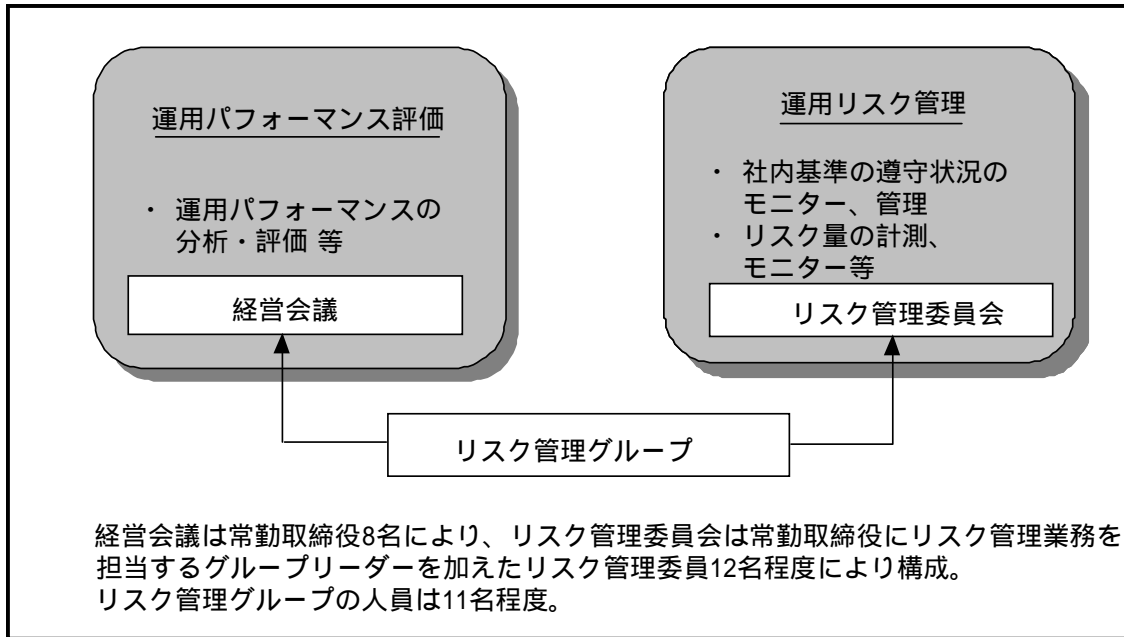 運用パフォーマンス評価
・ 運用パフォーマンスの
分析・評価 等
経営会議
運用リスク管理
・ 社内基準の遵守状況の
モニター、管理
・ リスク量の計測、
モニター等
リスク管理委員会
リスク管理グループ
経営会議は常勤取締役8名により、リスク管理委員会は常勤取締役にリスク管理業務を
担当するグループリーダーを加えたリスク管理委員12名程度により構成。
リスク管理グループの人員は11名程度。